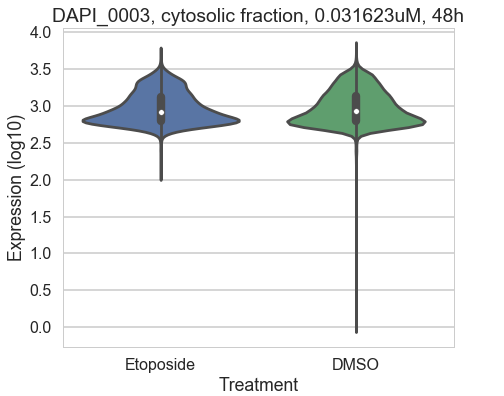 DAPI_0003, cytosolic fraction, 0.031623uM, 48h
4.0
3.5
3.0
2.5
2.0
1.5
1.0
0.5
0.0
Expression (log10)
Etoposide DMSO
Treatment